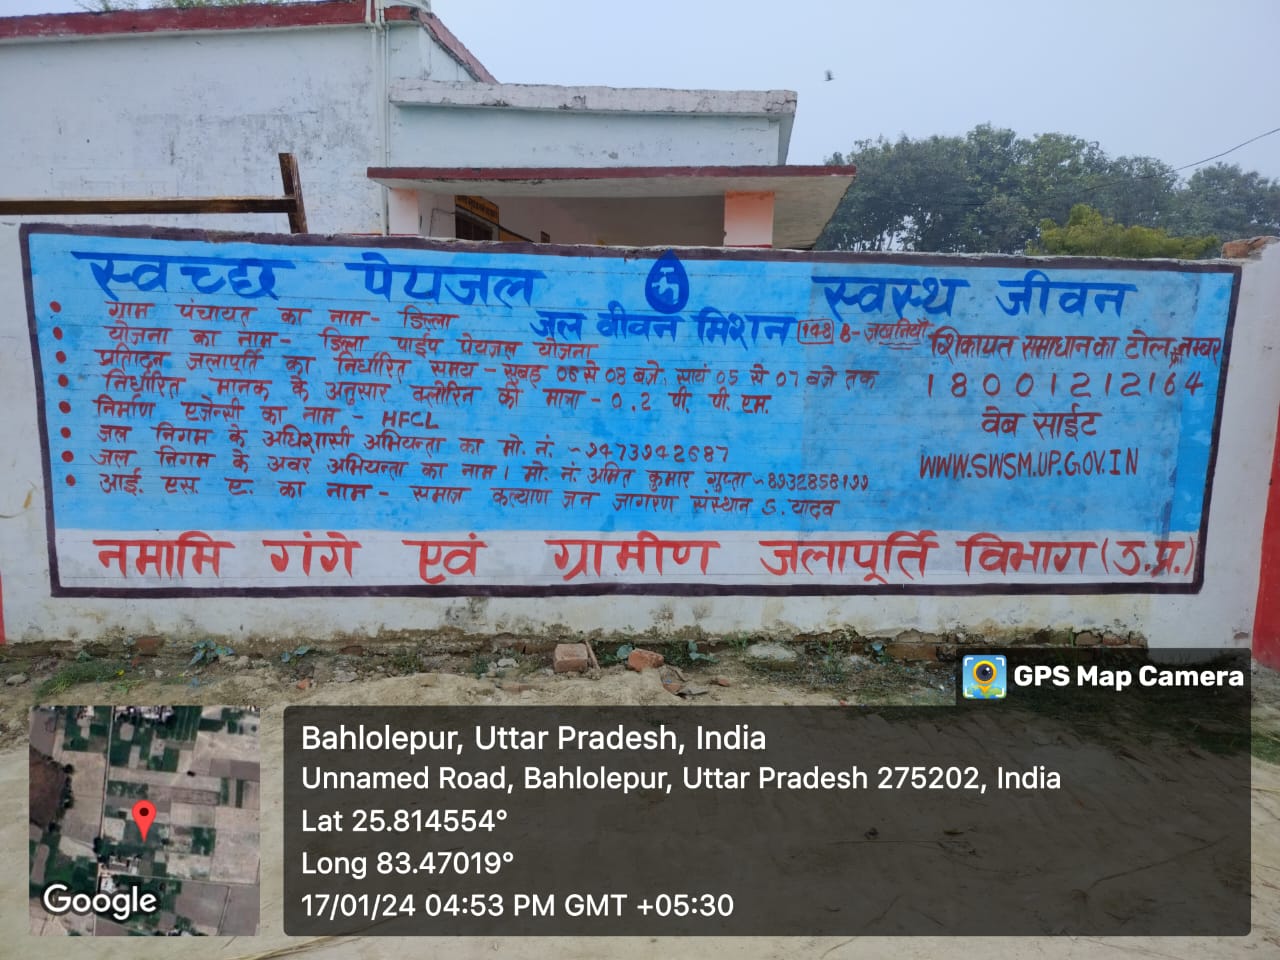 स्वच्छ पेयजल स्वस्थ जीवन
जल जीवन मिशन 148 B- जखनियाँ
ग्राम पंचायत का नाम - डिल्ला
योजना का नाम - डिल्ला पाईप पेयजल योजना
प्रतिदिन जलापूर्ति का निर्धारित समय - सुबह 06 से 08 बजे, सायं 05 से 07 बजे तक
निर्धारित मानक के अनुसार क्लोरिन की मात्रा - 0.2 पी. पी. एम.
निर्माण एजेन्सी का नाम - HFCL
जल निगम के अधिशासी अभियन्ता का मो. नं. - 9473942687
जल निगम के अवर अभियन्ता का नाम। मो. नं. अमित कुमार गुप्ता - 8932858199
आई. एस. ए. का नाम - समाज कल्याण जन जागरण संस्थान ड. यादव
शिकायत समाधान का टोल नम्बर
18001212164
वेब साईट
WWW.SWSM.UP.GOV.IN
नमामि गंगे एवं ग्रामीण जलापूर्ति विभाग (उ.प्र.)
GPS Map Camera
Bahlolepur, Uttar Pradesh, India
Unnamed Road, Bahlolepur, Uttar Pradesh 275202, India
Lat 25.814554°
Long 83.47019°
17/01/24 04:53 PM GMT +05:30
Google